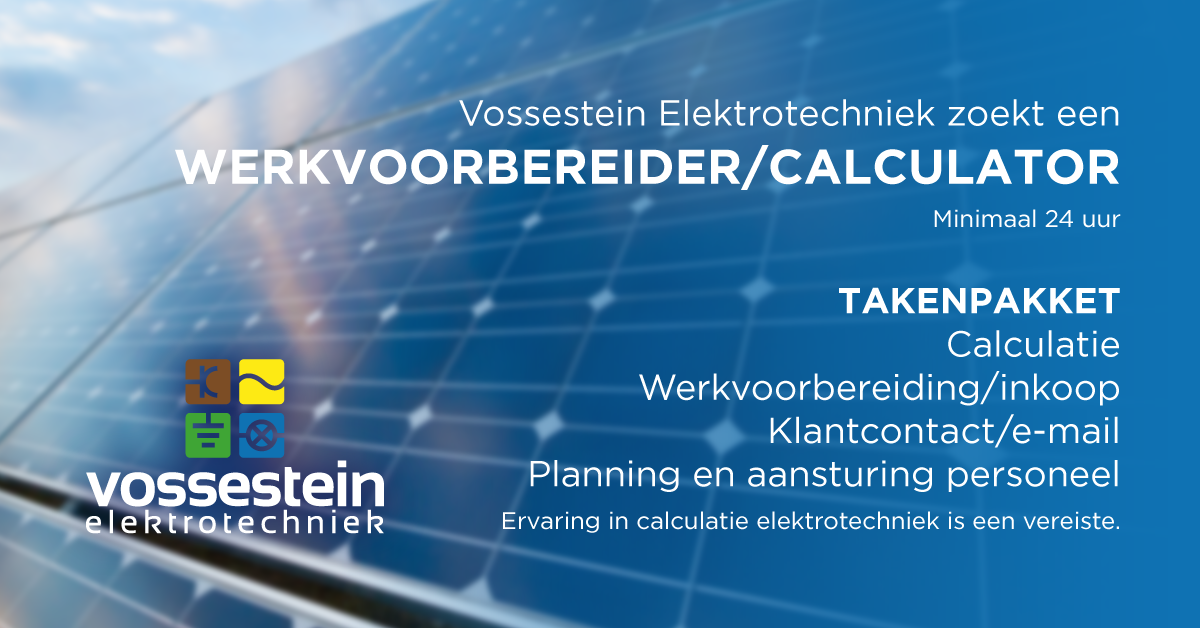 Vossestein Elektrotechniek zoekt een
WERKVOORBEREIDER/CALCULATOR
Minimaal 24 uur
TAKENPAKKET
Calculatie
Werkvoorbereiding/inkoop
Klantcontact/e-mail
Planning en aansturing personeel
Ervaring in calculatie elektrotechniek is een vereiste.
vossestein
elektrotechniek